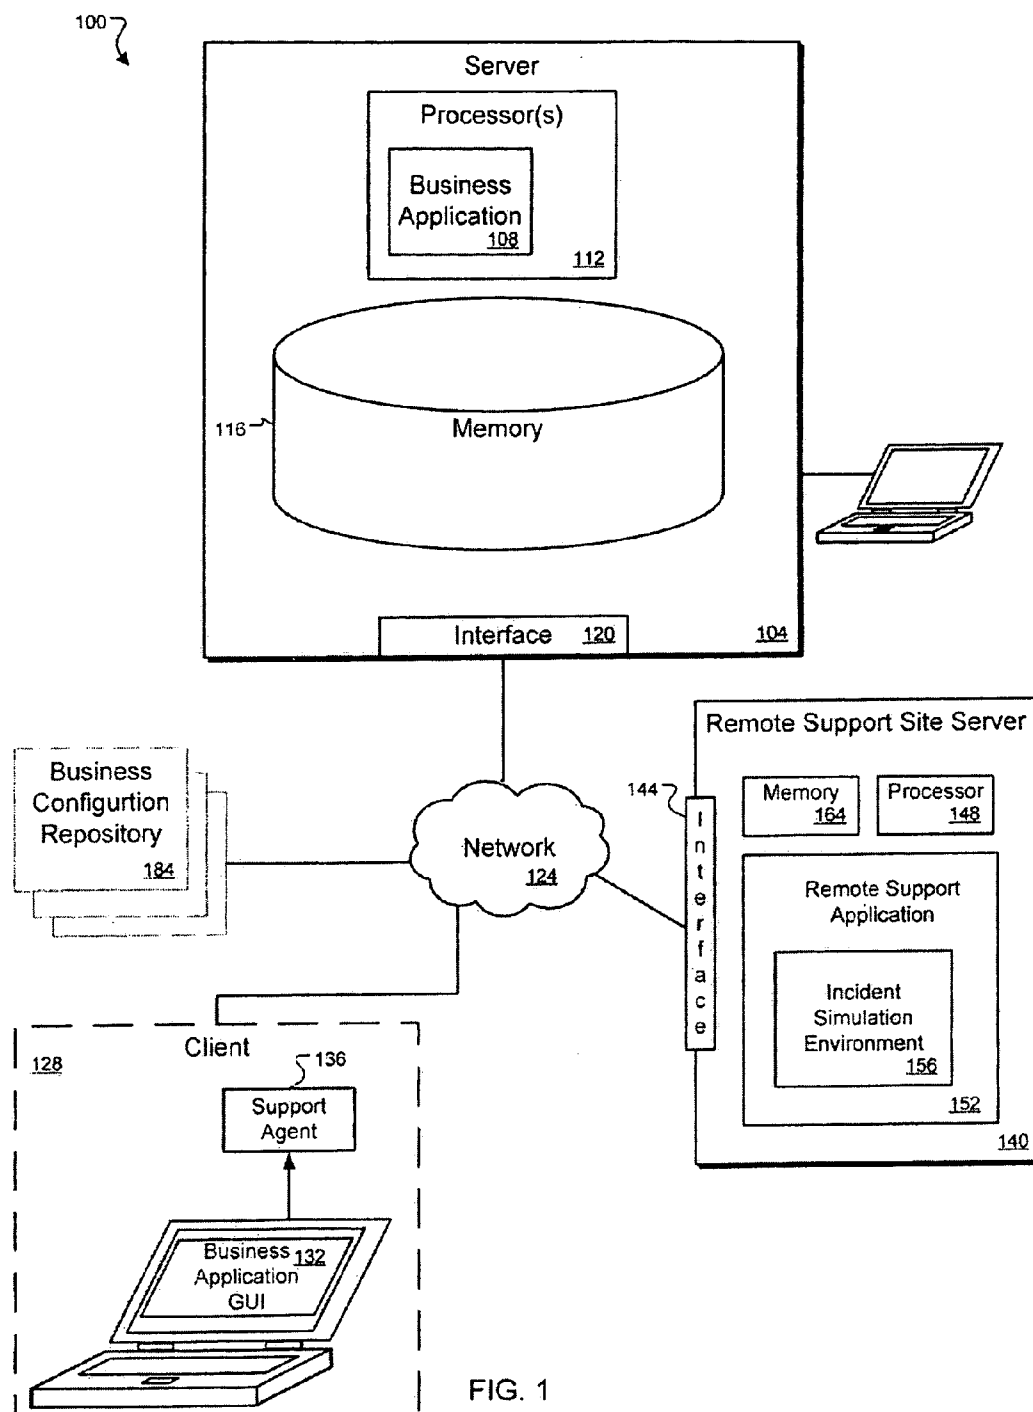 100
Server
Processor(s)
Business
Application
108
112
116
Memory
Interface 120
104
Remote Support Site Server
Business
Configurtion
Repository
184
144
Memory
164
Processor
148
Network
124
Interface
Remote Support
Application
Incident
Simulation
Environment
156
152
140
Client
128
136
Support
Agent
Business 132
Application
GUI
FIG. 1